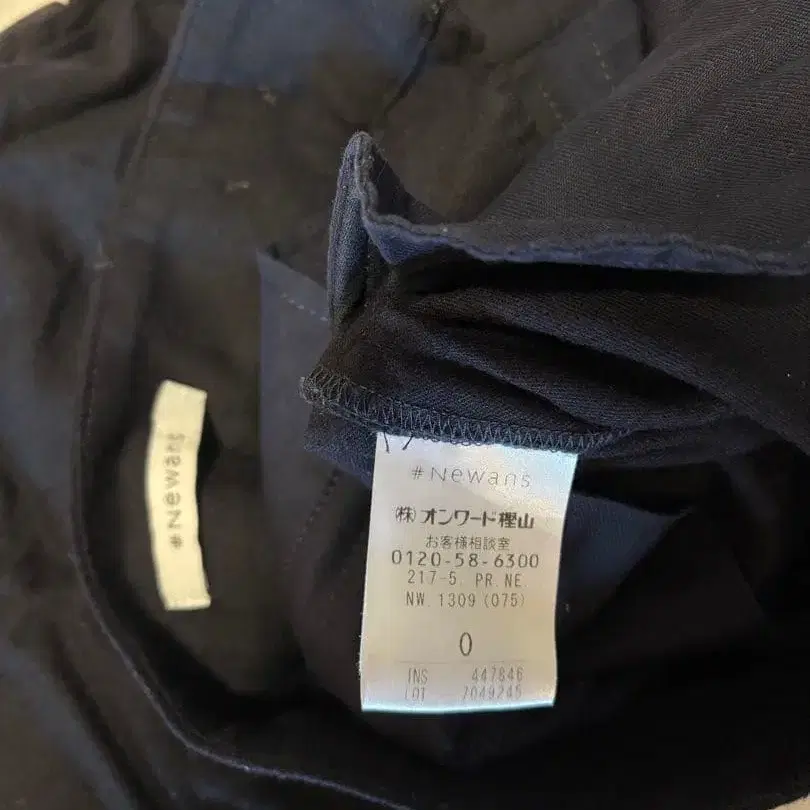 #Newans
#Newans
(株)オンワード樫山
お客様相談室
0120-58-6300
217-5. PR. NE.
NW. 1309 (075)
0
INS 447846
LOT 7049245